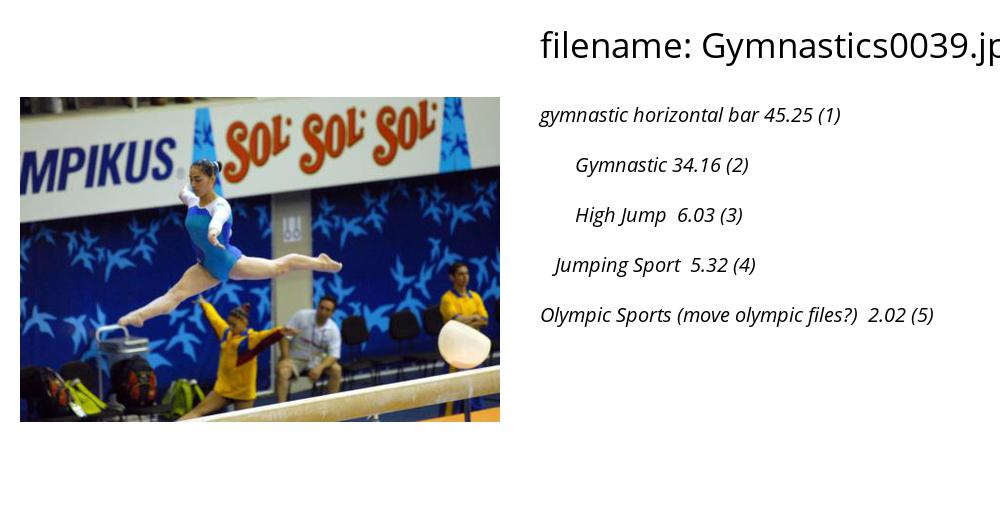 filename: Gymnastics0039.jp
MPIKUS
SOL SOL SOL
gymnastic horizontal bar 45.25 (1)
Gymnastic 34.16 (2)
High Jump 6.03 (3)
Jumping Sport 5.32 (4)
Olympic Sports (move olympic files?) 2.02 (5)